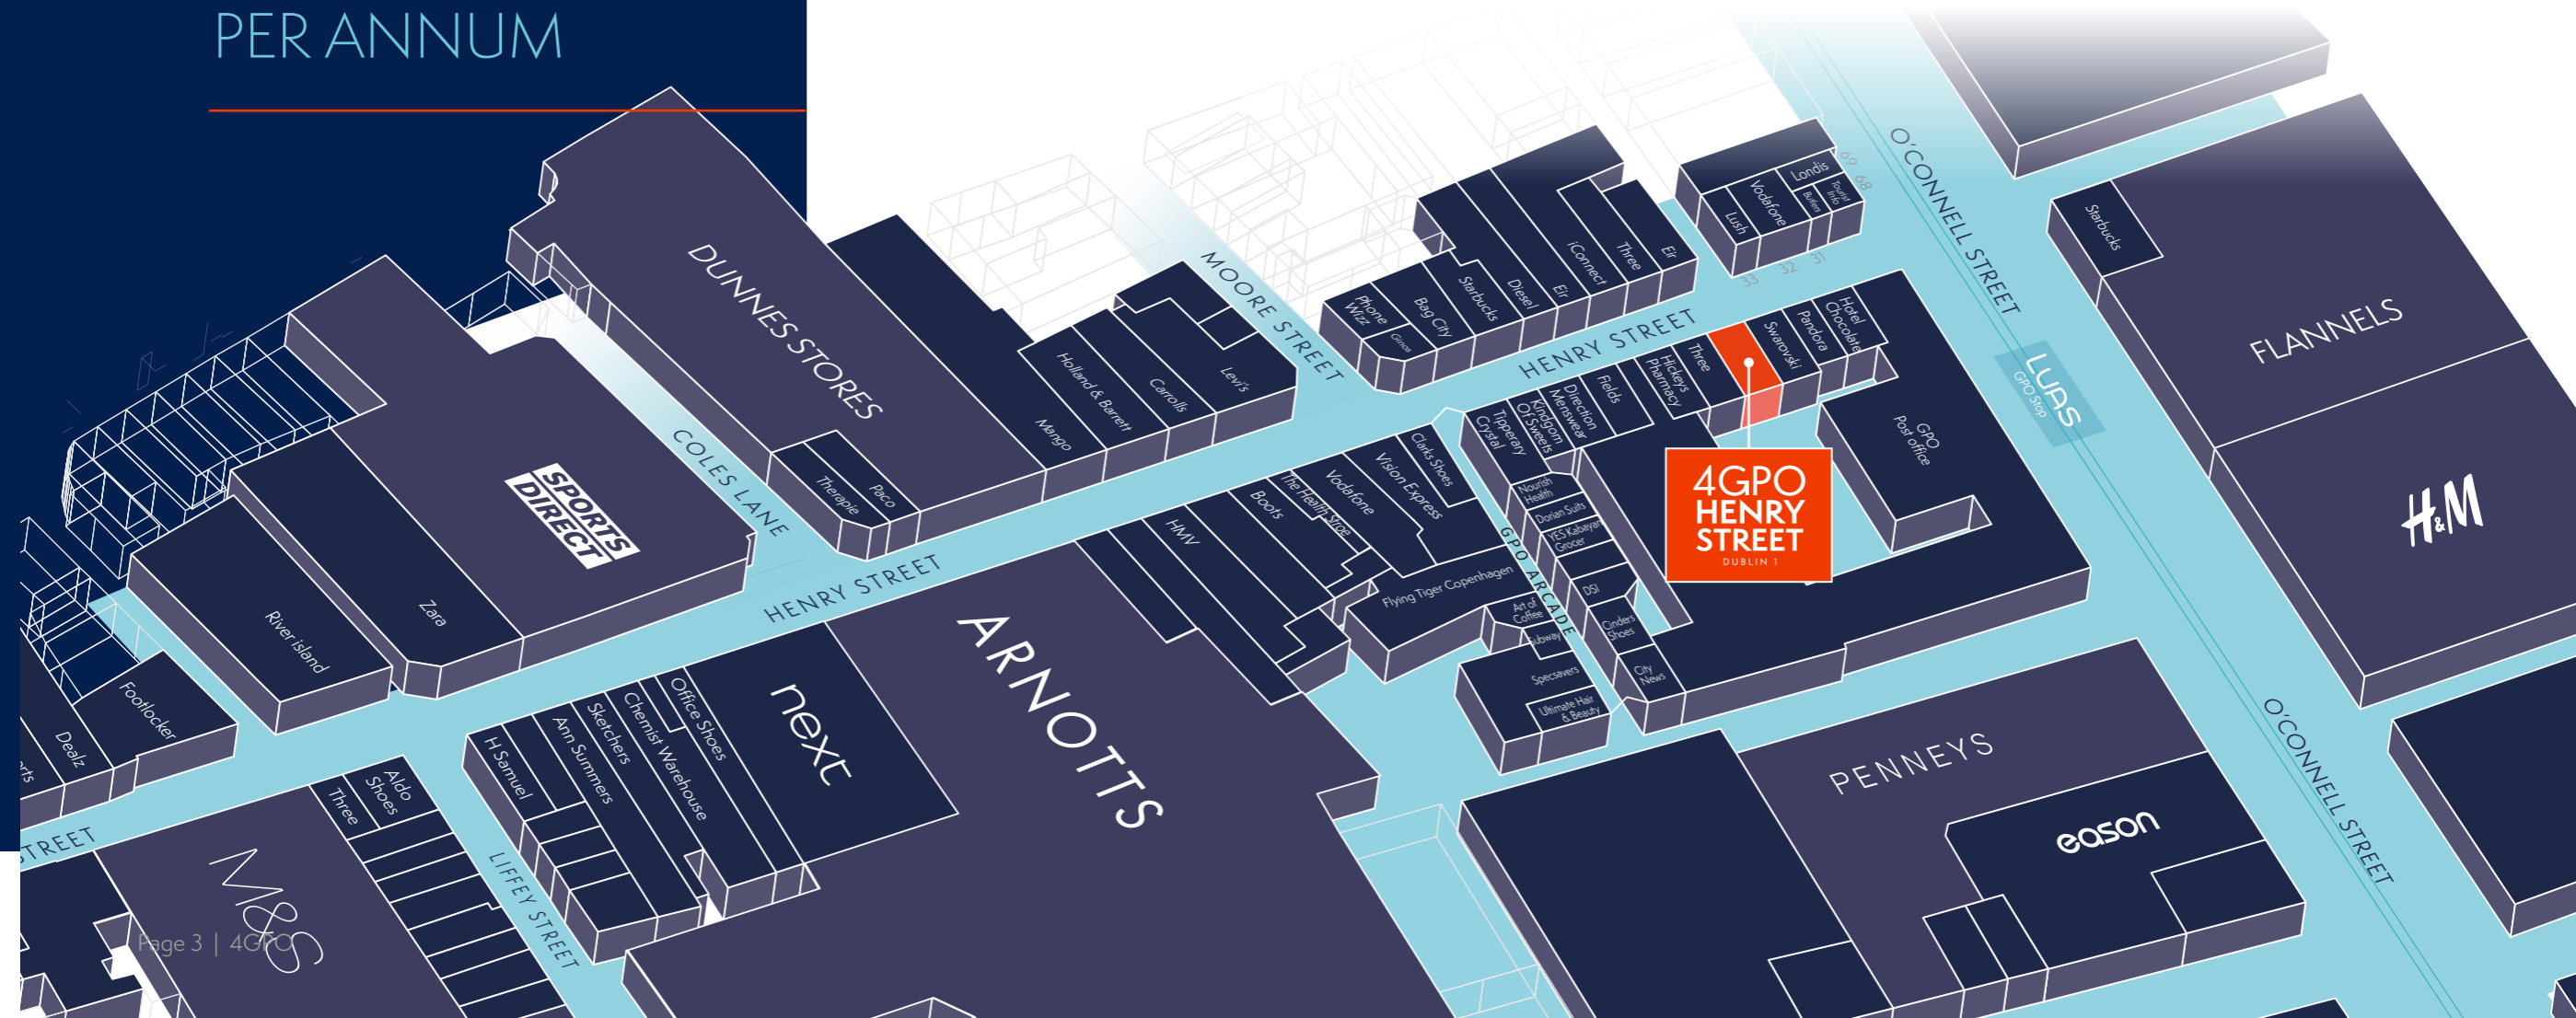 PER ANNUM
DUNNES STORES
SPORTS
DIRECT
River island
Zara
Footlocker
Dealz
COLES LANE
Therapie
Paco
Mango
Holland & Barrett
Carrolls
Levi's
MOORE STREET
Phone
Wizz
Ginos
Bag City
Starbucks
Diesel
Eir
iConnect
Three
Eir
Lush
Vodafone
Londis
Butlers
Tourist
Info
69
68
33
32
31
O'CONNELL STREET
Starbucks
FLANNELS
H&M
LUAS
GPO Stop
HENRY STREET
Tipperary
Crystal
Kingdom
Of Sweets
Direction
Menswear
Fields
Hickeys
Pharmacy
Three
Swarovski
Pandora
Hotel
Chocolate
GPO
Post office
4GPO
HENRY
STREET
DUBLIN 1
HENRY STREET
HMV
Boots
The Health Store
Vodafone
Vision Express
Clarks Shoes
Flying Tiger Copenhagen
GPO ARCADE
Nourish
Health
Dorian Suits
YES Kabayan
Grocer
DSI
Cinders
Shoes
City
News
Art of
Coffee
Subway
Specsavers
Ultimate Hair
& Beauty
ARNOTTS
next
Office Shoes
Chemist Warehouse
Sketchers
Ann Summers
H Samuel
Aldo
Shoes
Three
LIFFEY STREET
STREET
M&S
PENNEYS
eason
O'CONNELL STREET
Page 3 | 4GPO